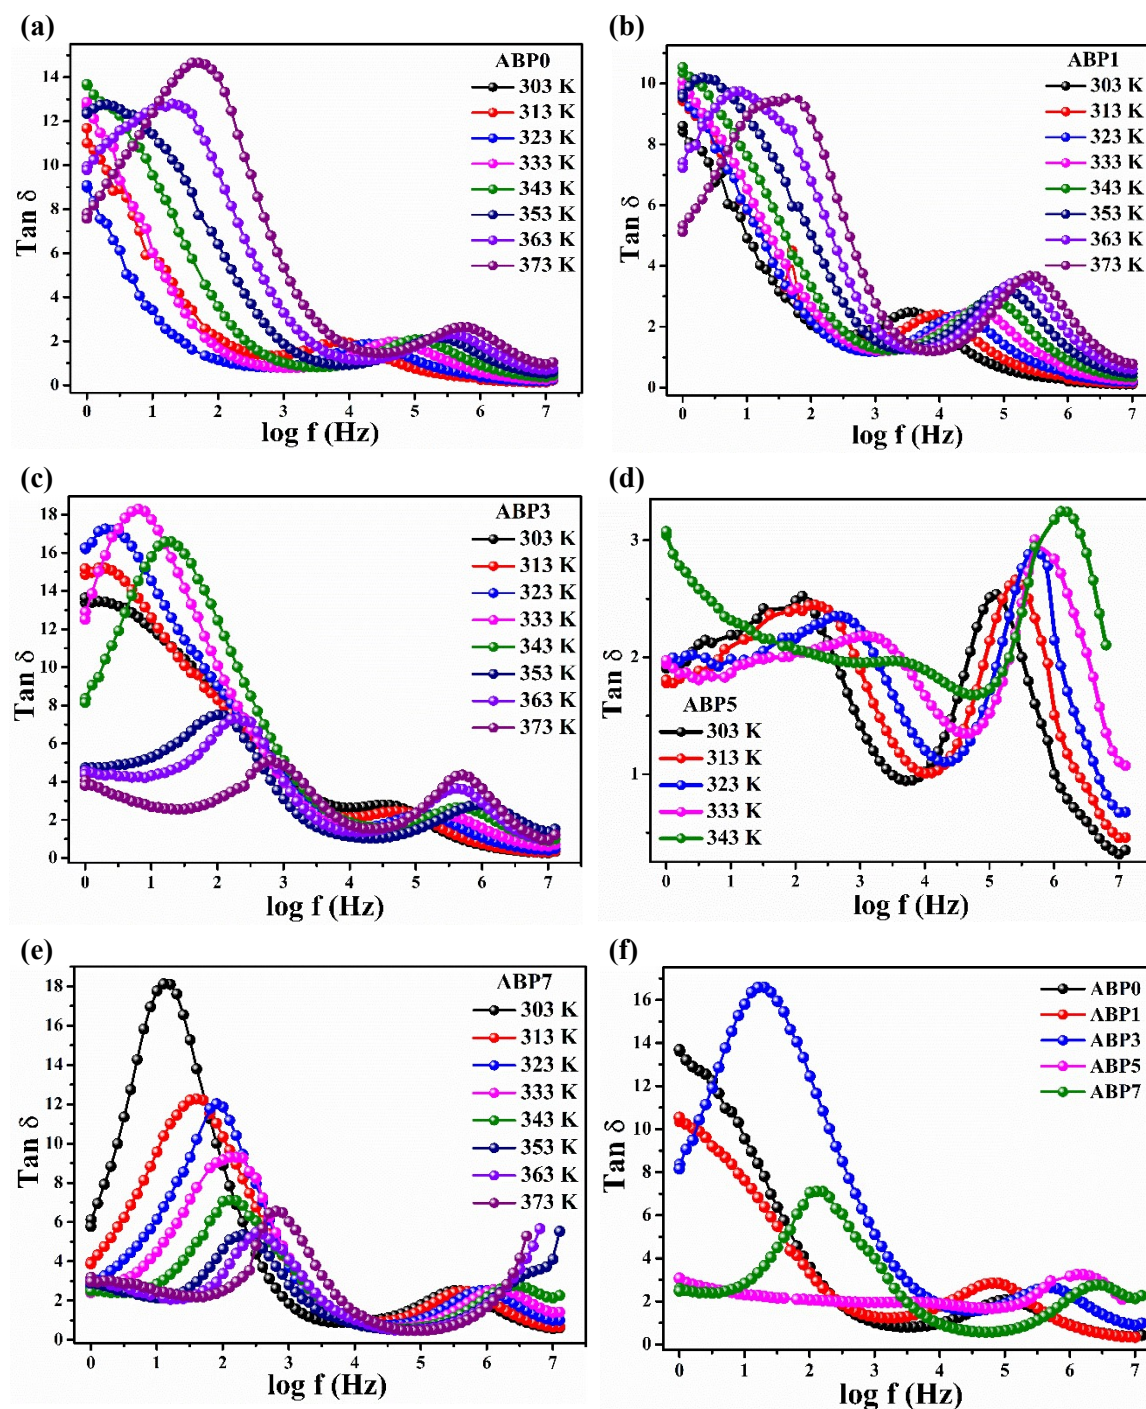 (a)
ABP0
303 K
313 K
323 K
333 K
343 K
353 K
363 K
373 K
Tan δ
14
12
10
8
6
4
2
0
0 1 2 3 4 5 6 7
log f (Hz)
(b)
ABP1
303 K
313 K
323 K
333 K
343 K
353 K
363 K
373 K
Tan δ
10
8
6
4
2
0
0 1 2 3 4 5 6 7
log f (Hz)
(c)
ABP3
303 K
313 K
323 K
333 K
343 K
353 K
363 K
373 K
Tan δ
18
16
14
12
10
8
6
4
2
0
0 1 2 3 4 5 6 7
log f (Hz)
(d)
ABP5
303 K
313 K
323 K
333 K
343 K
Tan δ
3
2
1
0 1 2 3 4 5 6 7
log f (Hz)
(e)
ABP7
303 K
313 K
323 K
333 K
343 K
353 K
363 K
373 K
Tan δ
18
16
14
12
10
8
6
4
2
0
0 1 2 3 4 5 6 7
log f (Hz)
(f)
ABP0
ABP1
ABP3
ABP5
ABP7
Tan δ
16
14
12
10
8
6
4
2
0
0 1 2 3 4 5 6 7
log f (Hz)